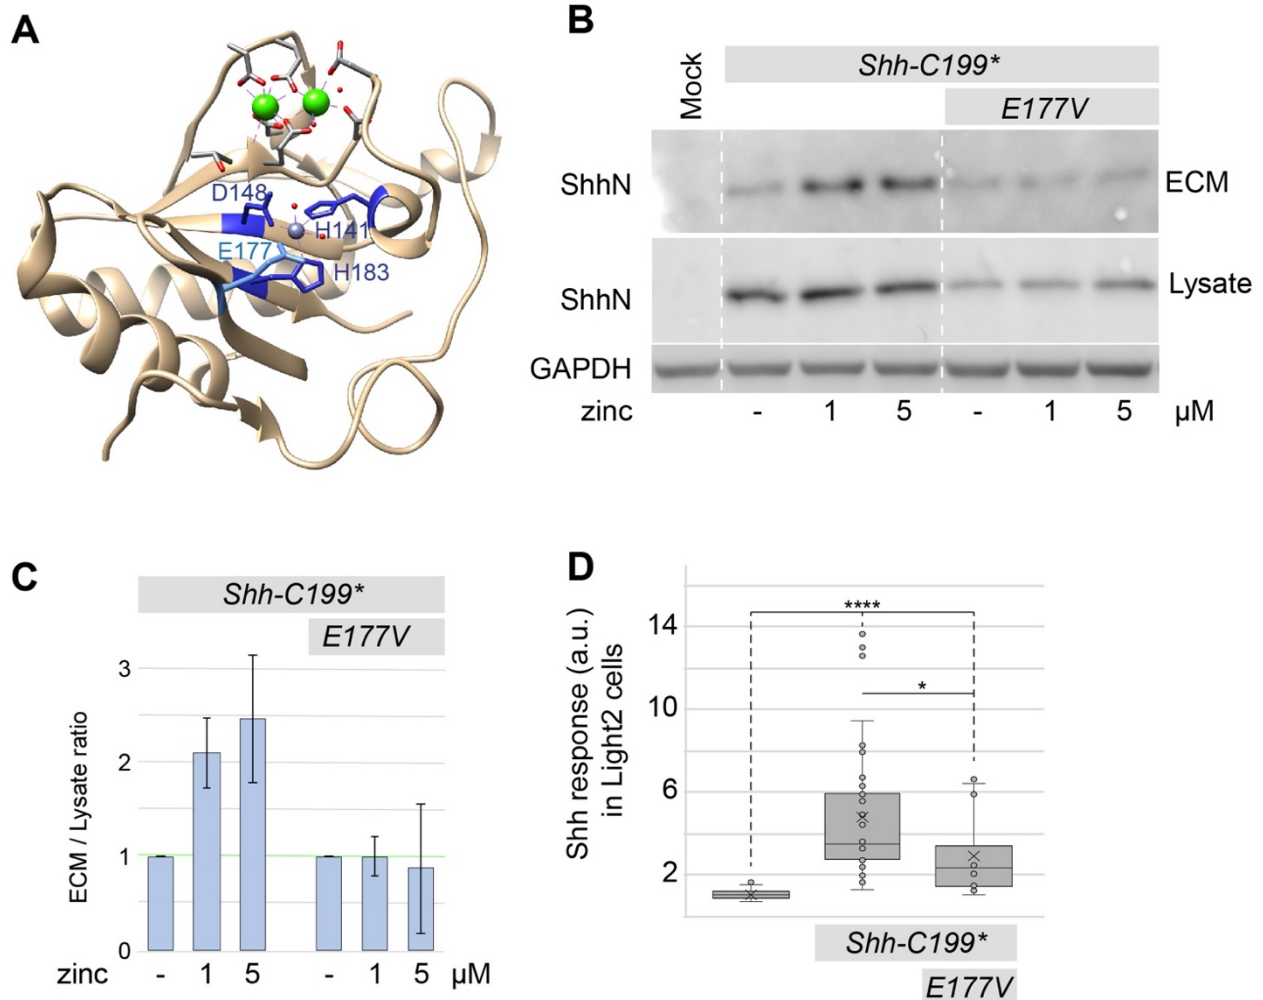 A
D148
H141
E177
H183
B
Mock
Shh-C199*
E177V
ShhN
ECM
ShhN
Lysate
GAPDH
zinc - 1 5 - 1 5 µM
C
Shh-C199*
E177V
ECM / Lysate ratio
3
2
1
0
zinc - 1 5 - 1 5 µM
D
Shh response (a.u.)
in Light2 cells
****
14
*
10
6
2
Shh-C199*
E177V